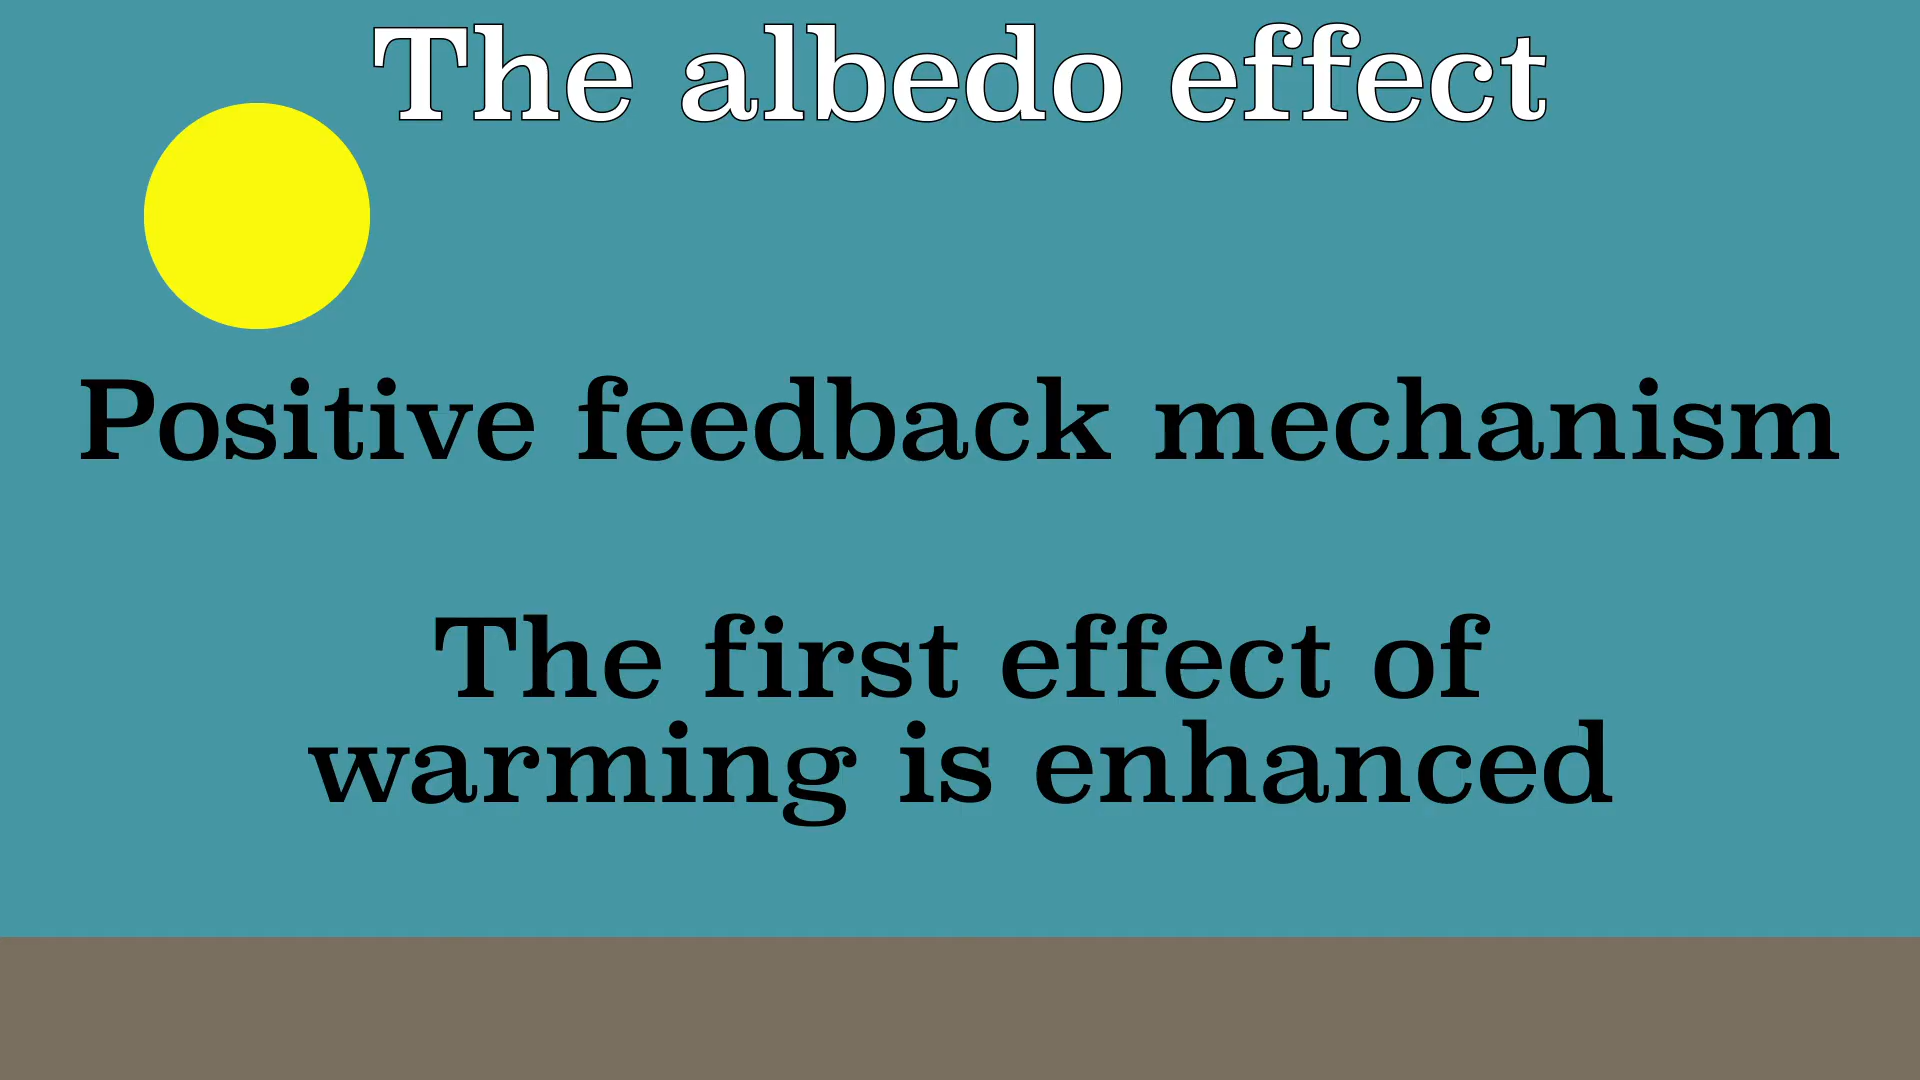 The albedo effect
Positive feedback mechanism
The first effect of
warming is enhanced